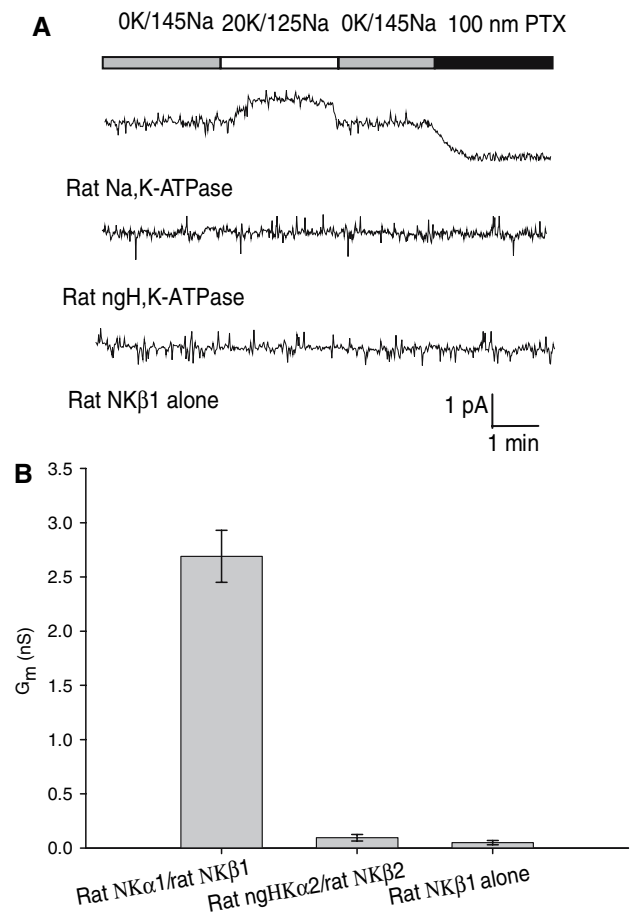 A
0K/145Na 20K/125Na 0K/145Na 100 nm PTX
Rat Na,K-ATPase
Rat ngH,K-ATPase
Rat NKβ1 alone
1 pA
1 min
B
3.5
3.0
2.5
2.0
1.5
1.0
0.5
0.0
Gm (nS)
Rat NKα1/rat NKβ1
Rat ngHKα2/rat NKβ2
Rat NKβ1 alone